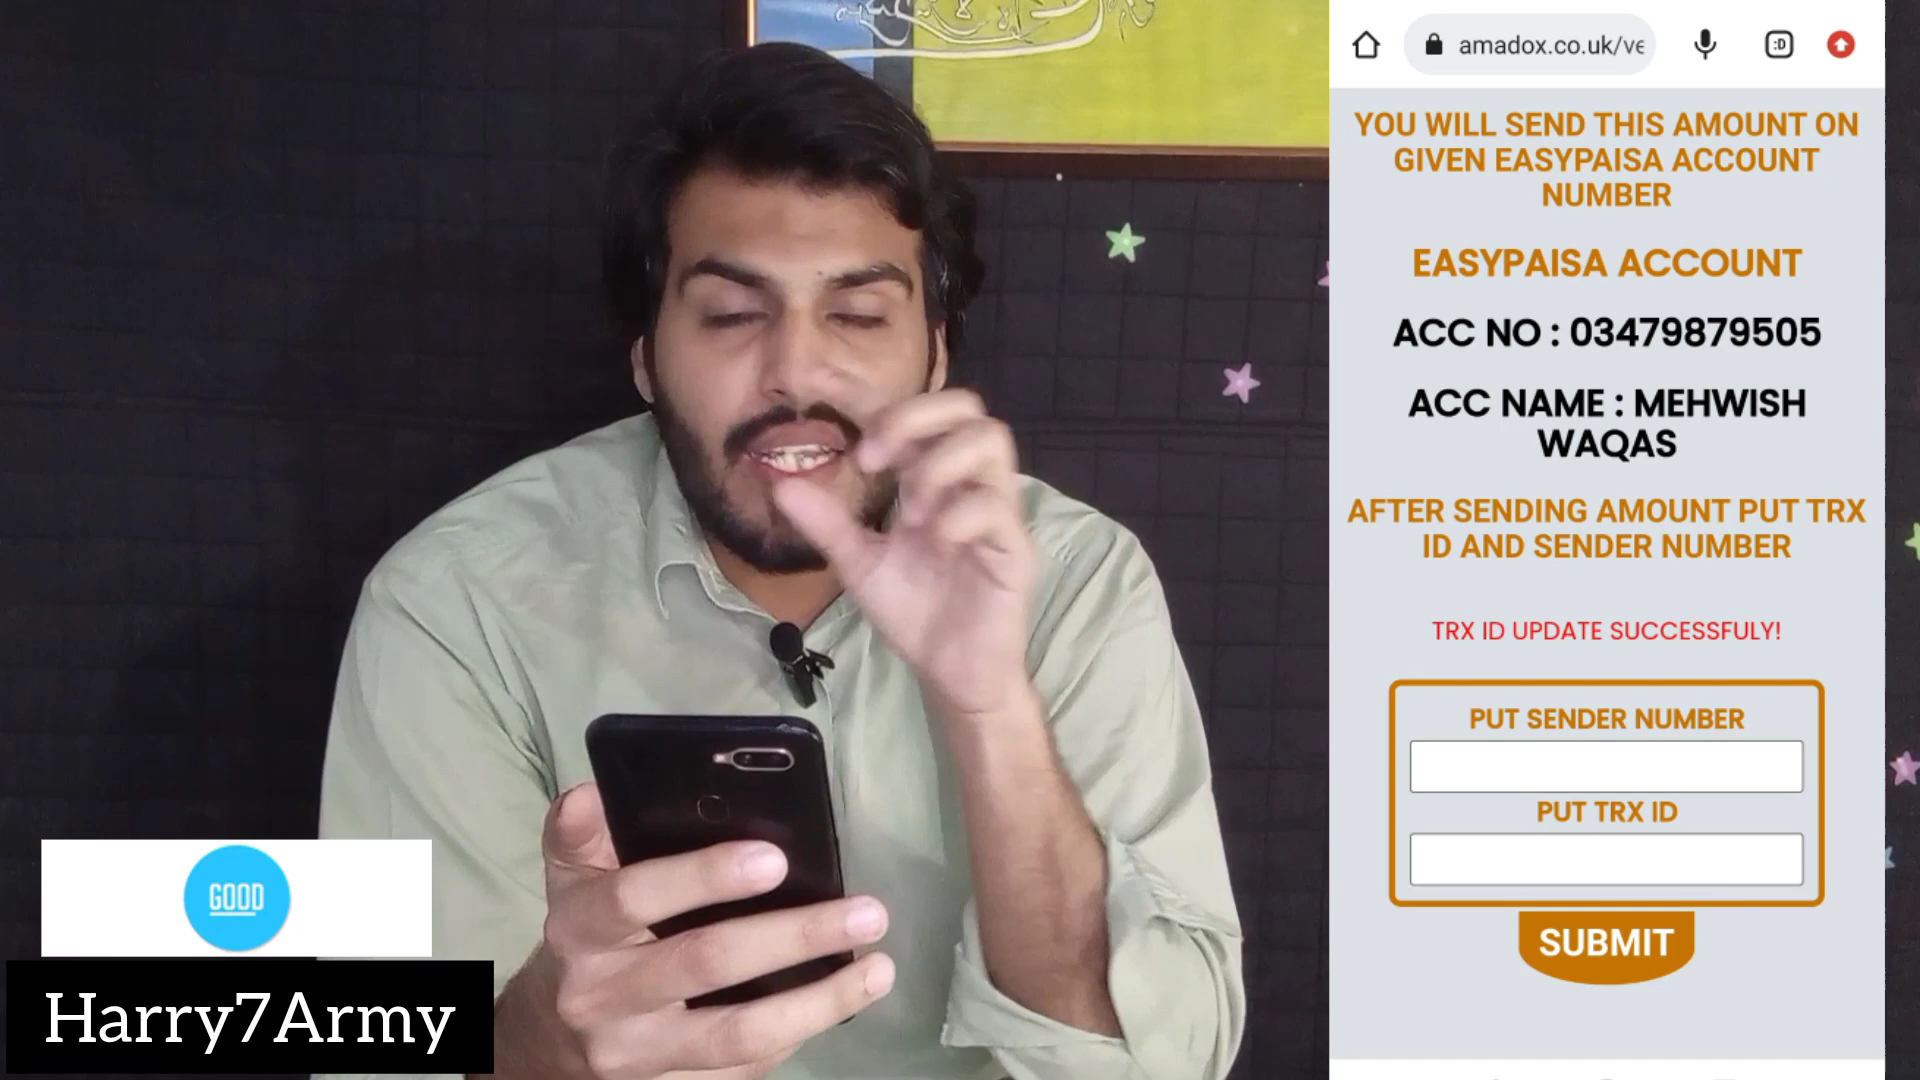 amadox.co.uk/ve
:D
YOU WILL SEND THIS AMOUNT ON
GIVEN EASYPAISA ACCOUNT
NUMBER
EASYPAISA ACCOUNT
ACC NO : 03479879505
ACC NAME : MEHWISH
WAQAS
AFTER SENDING AMOUNT PUT TRX
ID AND SENDER NUMBER
TRX ID UPDATE SUCCESSFULY!
PUT SENDER NUMBER
PUT TRX ID
SUBMIT
GOOD
Harry7Army